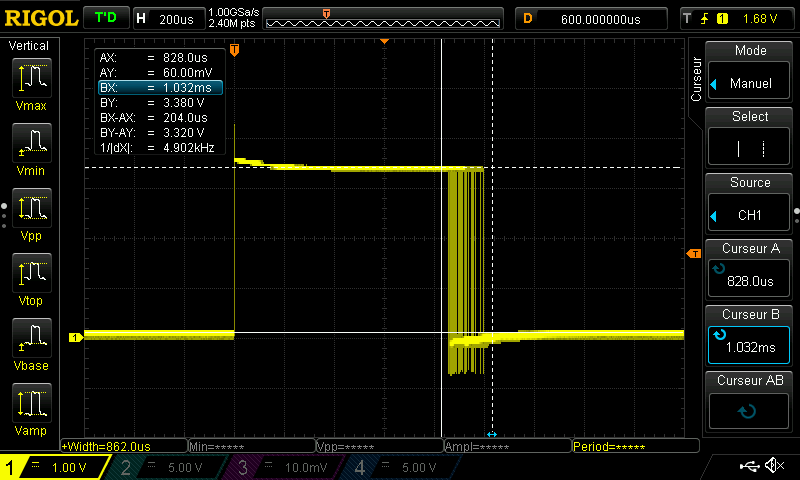 RIGOL T'D H 200us 1.00GSa/s D 600.000000us T 1 1.68 V
2.40M pts
T
Vertical
Vmax
Vmin
Vpp
Vtop
Vbase
Vamp
T
AX: = 828.0us
AY: = 60.00mV
BX: = 1.032ms
BY: = 3.380 V
BX-AX: = 204.0us
BY-AY: = 3.320 V
1/|dX|: = 4.902kHz
1
T
Curseur
Mode
Manuel
Select
Source
CH1
Curseur A
828.0us
Curseur B
1.032ms
Curseur AB
+Width=862.0us Min=***** Vpp=***** Ampl=***** Period=*****
1 = 1.00 V 2 = 5.00 V 3 = 10.0mV 4 = 5.00 V